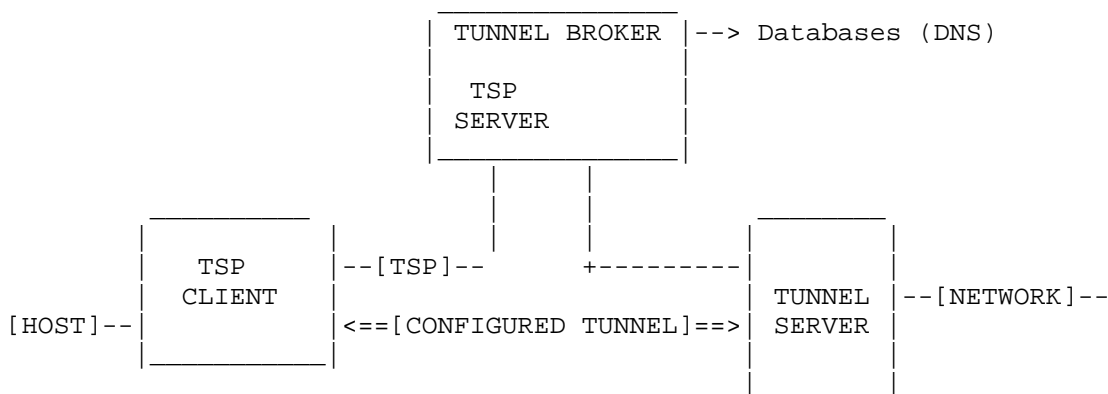 TUNNEL BROKER |--> Databases (DNS)
TSP
SERVER
TSP |--[TSP]-- +---------|
CLIENT TUNNEL |--[NETWORK]--
[HOST]--| |<==[CONFIGURED TUNNEL]==>| SERVER